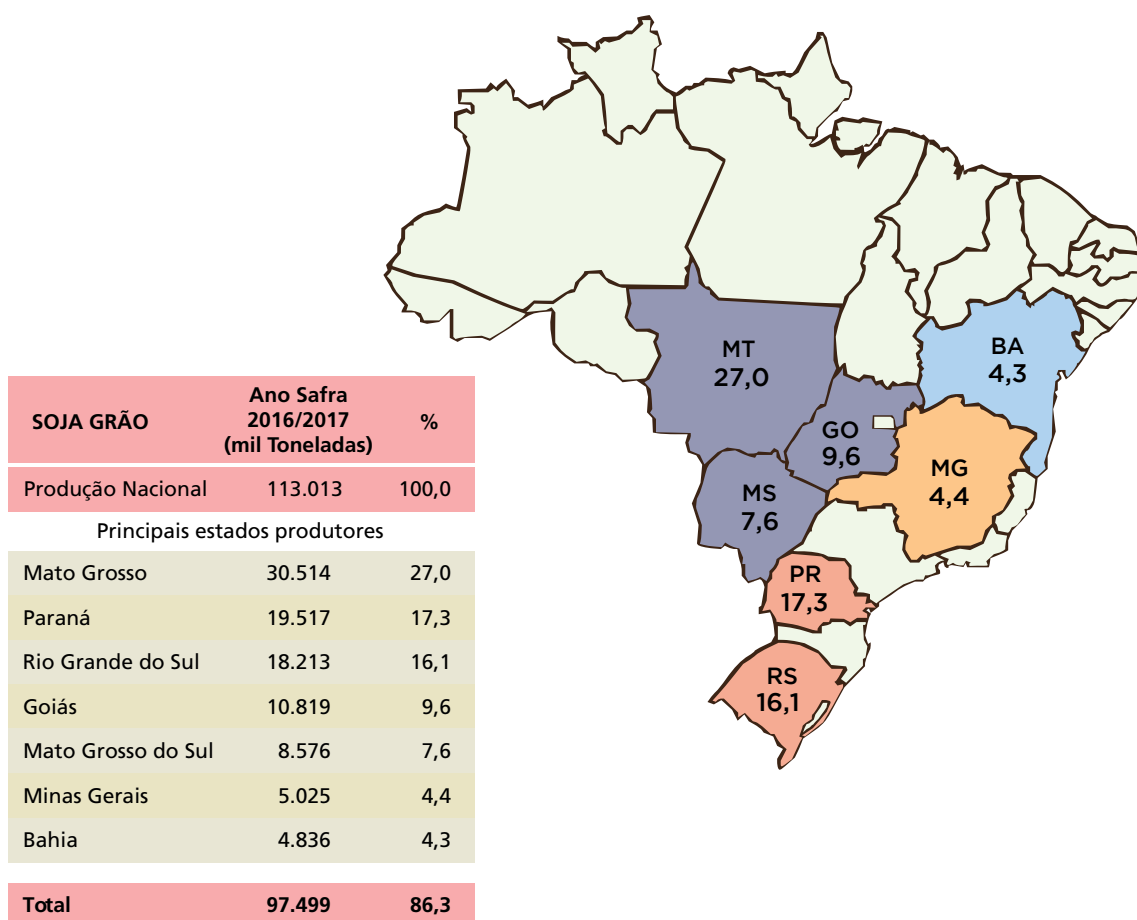 SOJA GRÃO
Ano Safra
2016/2017
(mil Toneladas)
%
Produção Nacional 113.013 100,0
Principais estados produtores
Mato Grosso 30.514 27,0
Paraná 19.517 17,3
Rio Grande do Sul 18.213 16,1
Goiás 10.819 9,6
Mato Grosso do Sul 8.576 7,6
Minas Gerais 5.025 4,4
Bahia 4.836 4,3
Total 97.499 86,3
MT
27,0
BA
4,3
GO
9,6
MG
4,4
MS
7,6
PR
17,3
RS
16,1